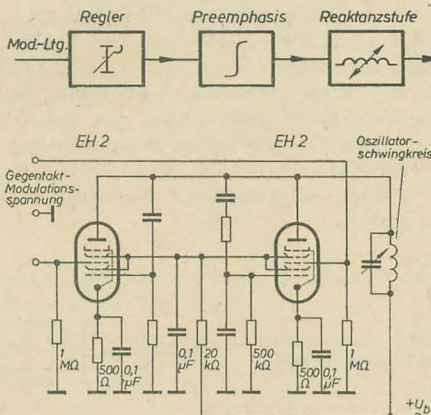 Regler
Preemphasis
Reaktanzstufe
Mod.-Ltg.
EH 2
EH 2
Oszillator-
schwingkreis
Gegentakt-
Modulations-
spannung
1
MΩ
500
Ω
0,1
µF
0,1
µF
20
kΩ
500
kΩ
500
Ω
0,1
µF
1
MΩ
+Ub